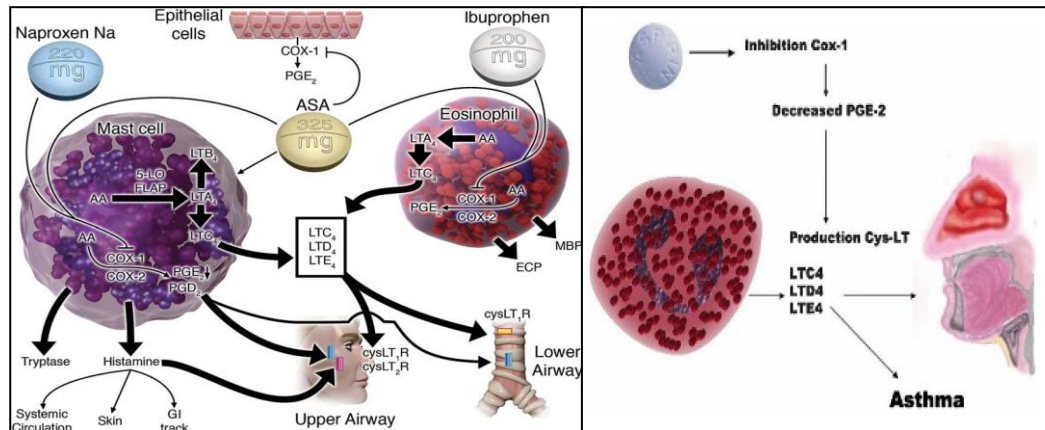 Naproxen Na
220
mg
Epithelial
cells
COX-1
PGE2
Ibuprophen
200
mg
ASA
325
mg
Mast cell
LTB4
5-LO
FLAP
AA
LTA4
LTC4
AA
COX-1
COX-2
PGE2
PGD2
Eosinophil
LTA4
AA
LTC4
AA
COX-1
PGE2
COX-2
MBP
ECP
LTC4
LTD4
LTE4
Tryptase
Histamine
Systemic
Circulation
Skin
GI
track
cysLT1R
cysLT2R
Upper Airway
cysLT1R
Lower
Airway
ASPIRIN
Inhibition Cox-1
Decreased PGE-2
Production Cys-LT
LTC4
LTD4
LTE4
Asthma